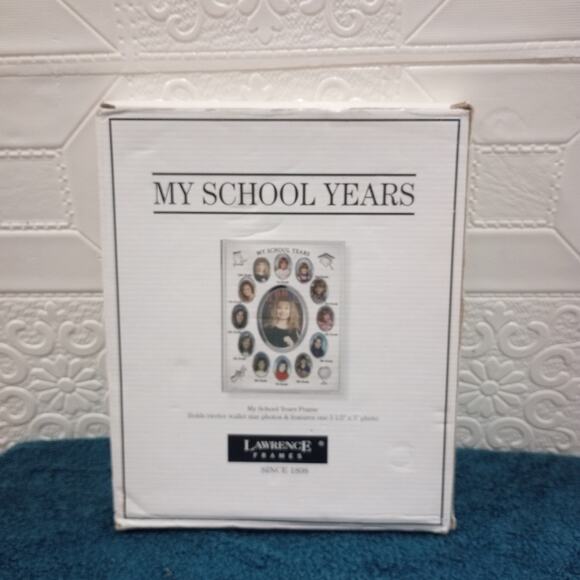 MY SCHOOL YEARS
MY SCHOOL YEARS
My School Years Frame
Holds twelve wallet size photos & features one 3 1/2" x 5" photo
LAWRENCE ®
FRAMES
SINCE 1898